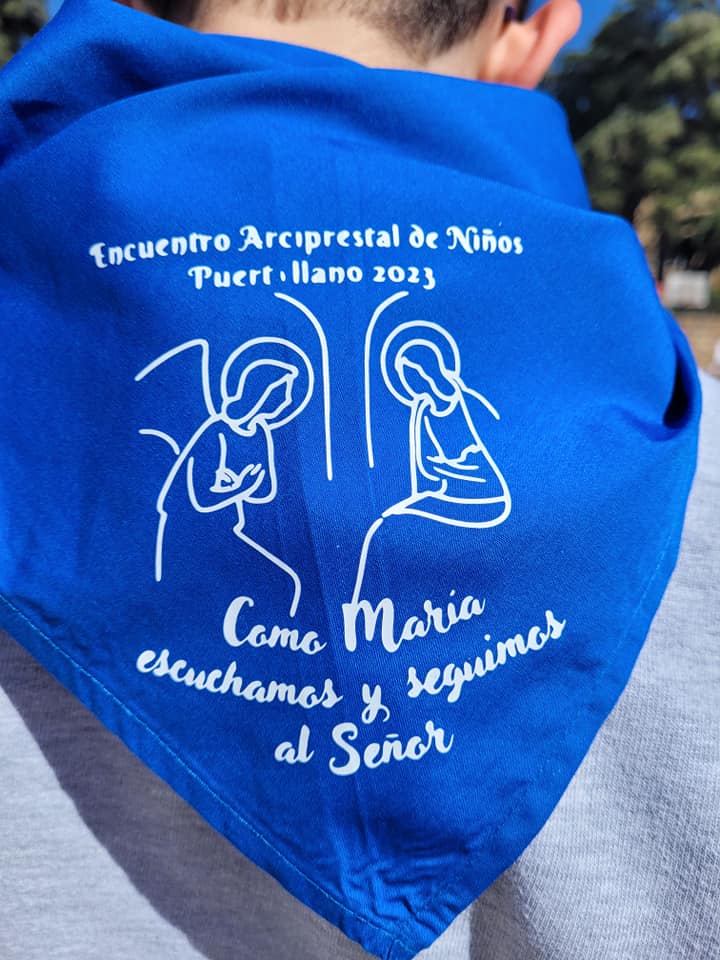 Encuentro Arciprestal de Niños
Puertollano 2023
Como María
escuchamos y seguimos
al Señor